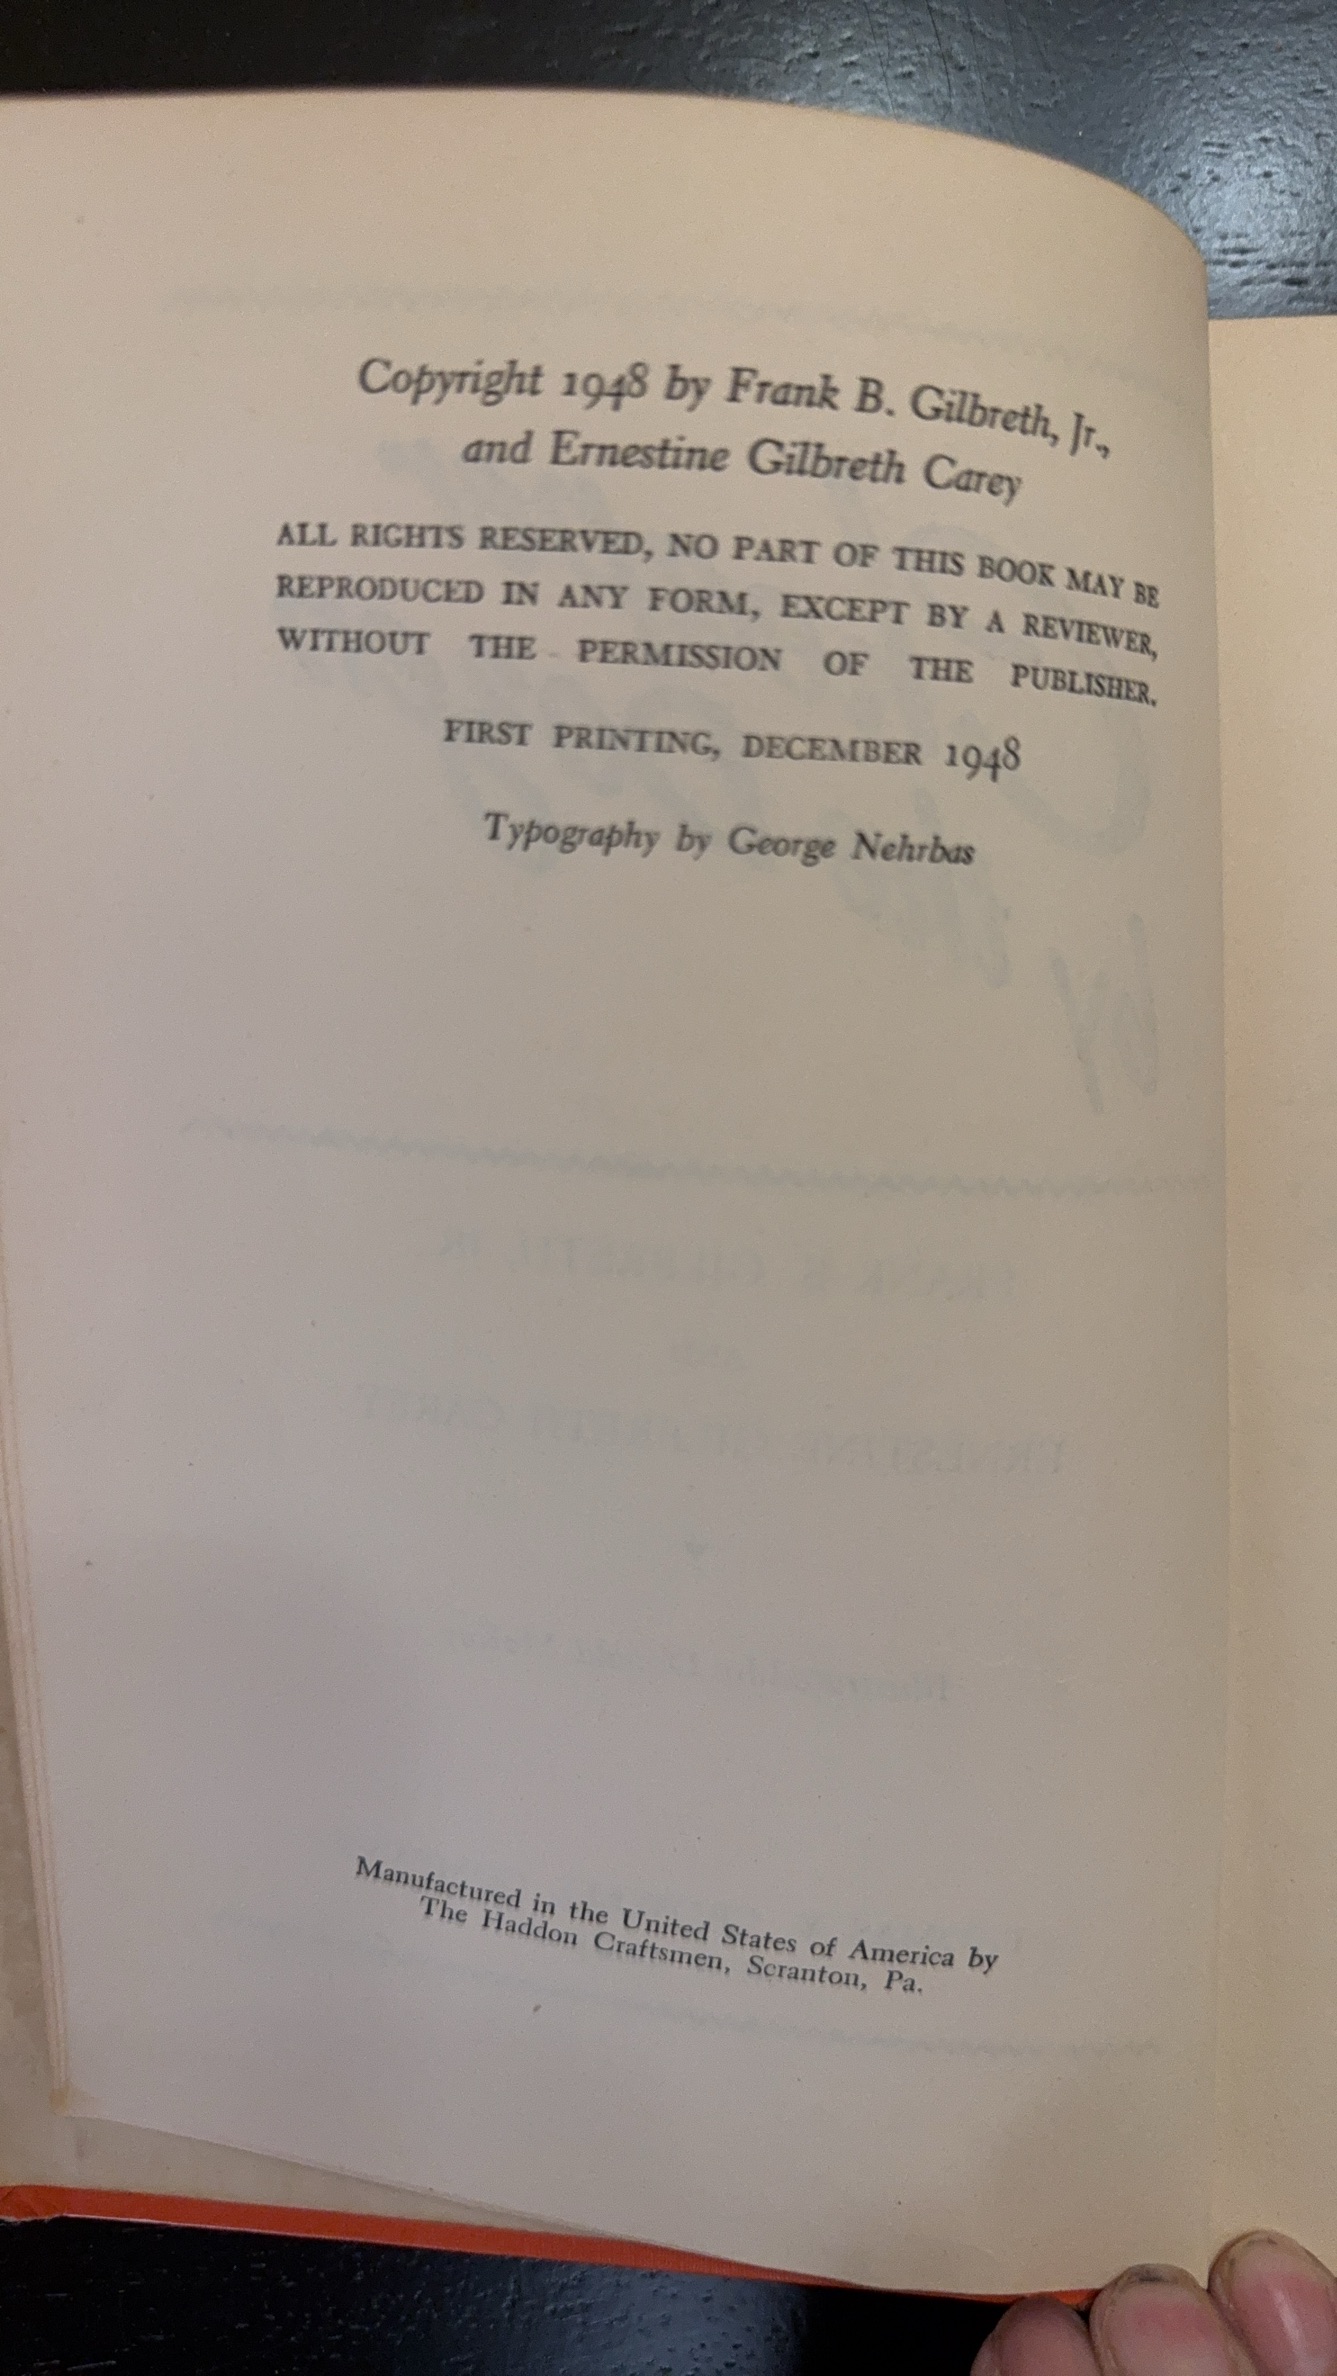 Copyright 1948 by Frank B. Gilbreth, Jr.,
and Ernestine Gilbreth Carey
ALL RIGHTS RESERVED, NO PART OF THIS BOOK MAY BE
REPRODUCED IN ANY FORM, EXCEPT BY A REVIEWER,
WITHOUT THE PERMISSION OF THE PUBLISHER.
FIRST PRINTING, DECEMBER 1948
Typography by George Nehrbas
Manufactured in the United States of America by
The Haddon Craftsmen, Scranton, Pa.